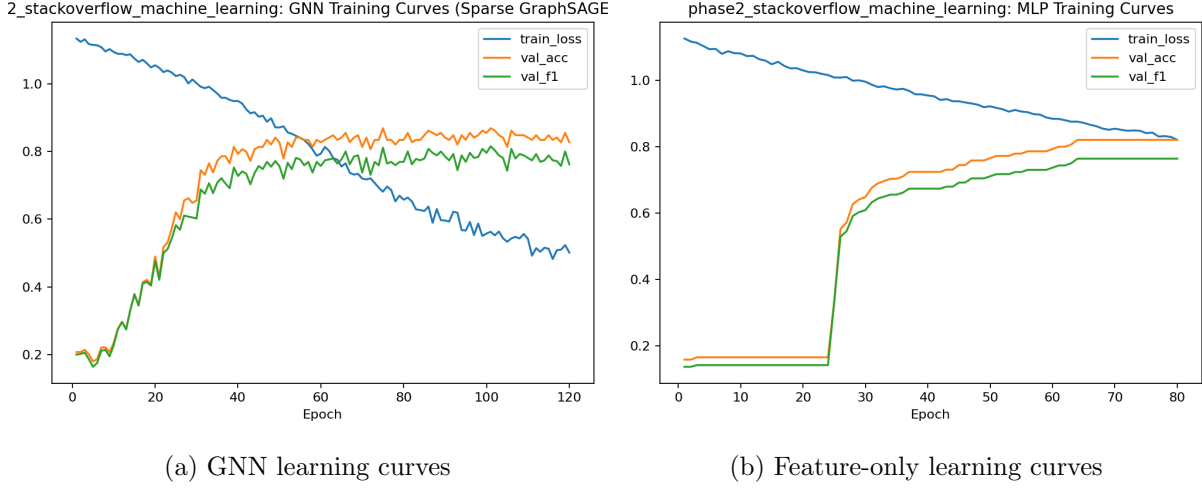 2_stackoverflow_machine_learning: GNN Training Curves (Sparse GraphSAGE
train_loss
val_acc
val_f1
1.0
0.8
0.6
0.4
0.2
0 20 40 60 80 100 120
Epoch
(a) GNN learning curves
phase2_stackoverflow_machine_learning: MLP Training Curves
train_loss
val_acc
val_f1
1.0
0.8
0.6
0.4
0.2
0 10 20 30 40 50 60 70 80
Epoch
(b) Feature-only learning curves